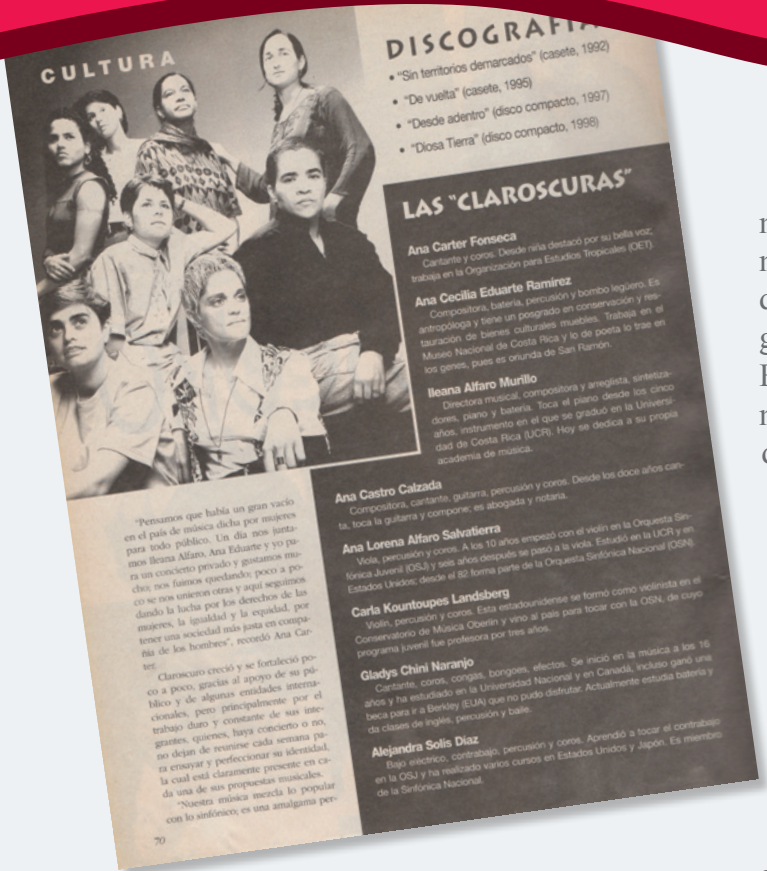 CULTURA
DISCOGRAFÍA
• "Sin territorios demarcados" (casete, 1992)
• "De vuelta" (casete, 1995)
• "Desde adentro" (disco compacto, 1997)
• "Diosa Tierra" (disco compacto, 1998)
LAS "CLAROSCURAS"
Ana Carter Fonseca
Cantante y coros. Desde niña destacó por su bella voz;
trabaja en la Organización para Estudios Tropicales (OET).
Ana Cecilia Eduarte Ramírez
Compositora, batería, percusión y bombo legüero. Es
antropóloga y tiene un posgrado en conservación y res-
tauración de bienes culturales muebles. Trabaja en el
Museo Nacional de Costa Rica y lo de poeta lo trae en
los genes, pues es oriunda de San Ramón.
Ileana Alfaro Murillo
Directora musical, compositora y arreglista, sintetiza-
dores, piano y batería. Toca el piano desde los cinco
años, instrumento en el que se graduó en la Universi-
dad de Costa Rica (UCR). Hoy se dedica a su propia
academia de música.
Ana Castro Calzada
Compositora, cantante, guitarra, percusión y coros. Desde los doce años can-
ta, toca la guitarra y compone; es abogada y notaria.
Ana Lorena Alfaro Salvatierra
Viola, percusión y coros. A los 10 años empezó con el violín en la Orquesta Sin-
fónica Juvenil (OSJ) y seis años después se pasó a la viola. Estudió en la UCR y en
Estados Unidos; desde el 82 forma parte de la Orquesta Sinfónica Nacional (OSN).
Carla Kountoupes Landsberg
Violín, percusión y coros. Esta estadounidense se formó como violinista en el
Conservatorio de Música Oberlin y vino al país para tocar con la OSN, de cuyo
programa juvenil fue profesora por tres años.
Gladys Chini Naranjo
Cantante, coros, congas, bongoes, efectos. Se inició en la música a los 16
años y ha estudiado en la Universidad Nacional y en Canadá, incluso ganó una
beca para ir a Berkley (EUA) que no pudo disfrutar. Actualmente estudia batería y
da clases de inglés, percusión y baile.
Alejandra Solís Díaz
Bajo eléctrico, contrabajo, percusión y coros. Aprendió a tocar el contrabajo
en la OSJ y ha realizado varios cursos en Estados Unidos y Japón. Es miembro
de la Sinfónica Nacional.
"Pensamos que había un gran vacío
en el país de música dicha por mujeres
para todo público. Un día nos junta-
mos Ileana Alfaro, Ana Eduarte y yo pa-
ra un concierto privado y gustamos mu-
cho; nos fuimos quedando; poco a po-
co se nos unieron otras y aquí seguimos
dando la lucha por los derechos de las
mujeres, la igualdad y la equidad, por
tener una sociedad más justa en compa-
ñía de los hombres", recordó Ana Car-
ter.
Claroscuro creció y se fortaleció po-
co a poco, gracias al apoyo de su pú-
blico y de algunas entidades interna-
cionales, pero principalmente por el
trabajo duro y constante de sus inte-
grantes, quienes, haya concierto o no,
no dejan de reunirse cada semana pa-
ra ensayar y perfeccionar su identidad,
la cual está claramente presente en ca-
da una de sus propuestas musicales.
"Nuestra música mezcla lo popular
con lo sinfónico; es una amalgama per-
70